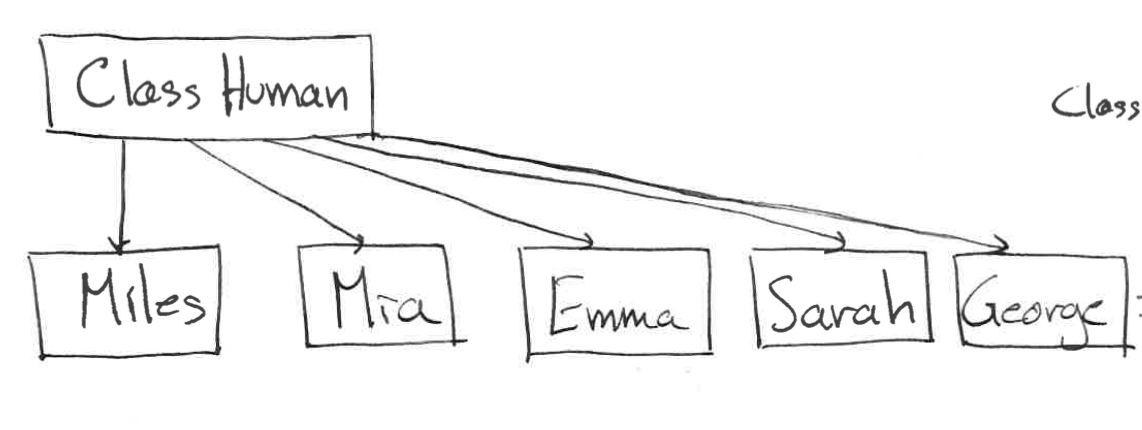 Class Human
Class
Miles
Mia
Emma
Sarah
George